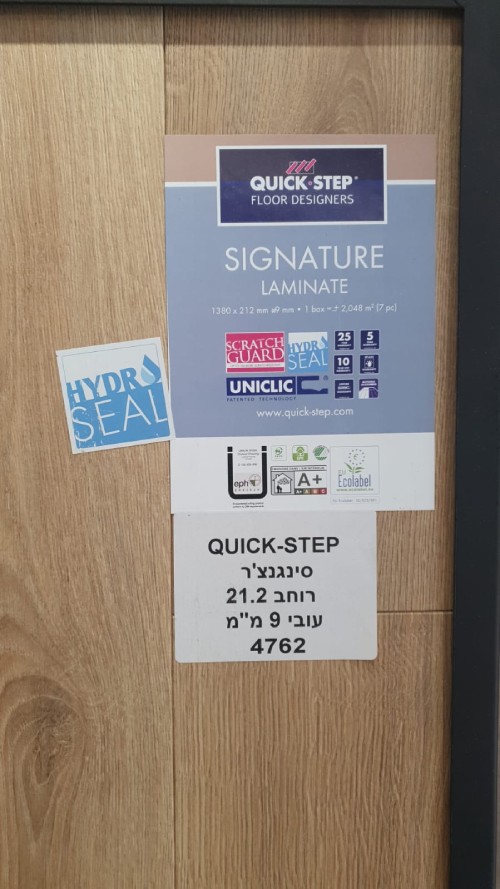 QUICK•STEP®
FLOOR DESIGNERS
SIGNATURE
LAMINATE
1380 x 212 mm 9 mm • 1 box = ± 2,048 m² (7 pc)
SCRATCH
GUARD
HYDRO
SEAL
25
5
10
UNICLIC
PATENTED TECHNOLOGY
www.quick-step.com
HYDRO
SEAL
eph
A+
Ecolabel
QUICK-STEP
סינגנצ'ר
רוחב 21.2
עובי 9 מ"מ
4762